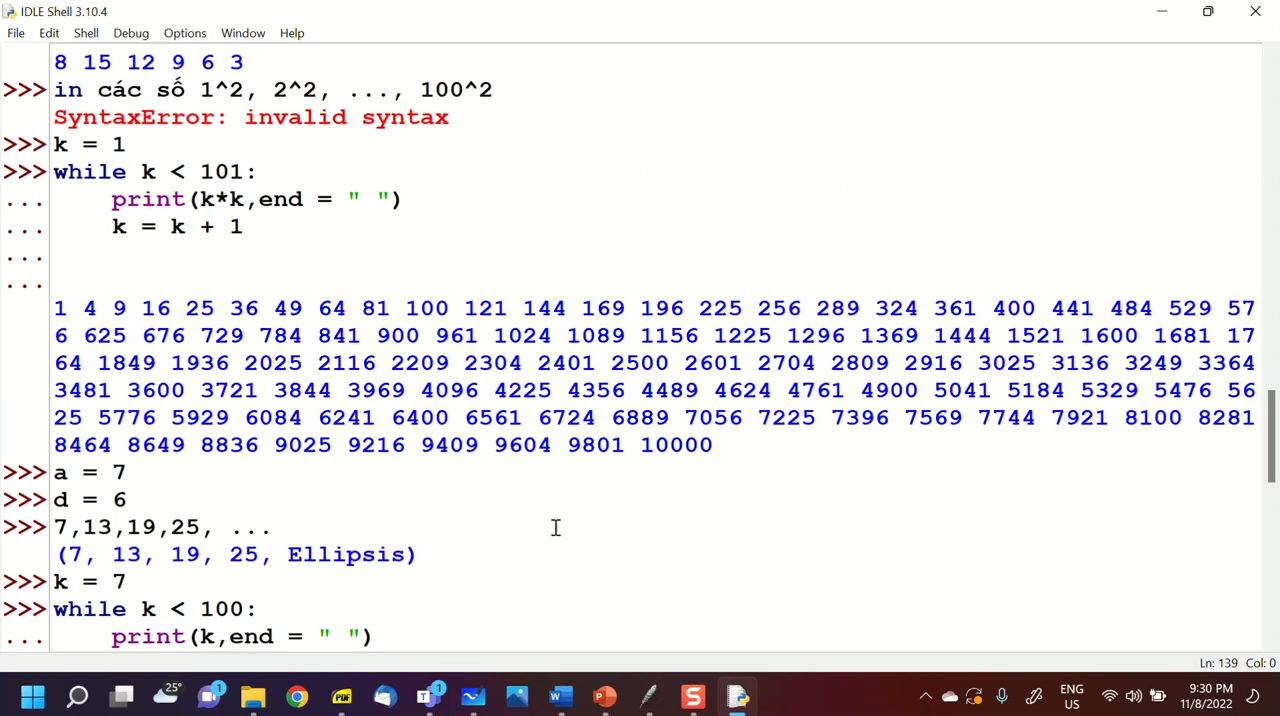 IDLE Shell 3.10.4
File Edit Shell Debug Options Window Help
8 15 12 9 6 3
>>> in các số 1^2, 2^2, ..., 100^2
SyntaxError: invalid syntax
>>> k = 1
>>> while k < 101:
... print(k*k,end = " ")
... k = k + 1
...
...
1 4 9 16 25 36 49 64 81 100 121 144 169 196 225 256 289 324 361 400 441 484 529 57
6 625 676 729 784 841 900 961 1024 1089 1156 1225 1296 1369 1444 1521 1600 1681 17
64 1849 1936 2025 2116 2209 2304 2401 2500 2601 2704 2809 2916 3025 3136 3249 3364
3481 3600 3721 3844 3969 4096 4225 4356 4489 4624 4761 4900 5041 5184 5329 5476 56
25 5776 5929 6084 6241 6400 6561 6724 6889 7056 7225 7396 7569 7744 7921 8100 8281
8464 8649 8836 9025 9216 9409 9604 9801 10000
>>> a = 7
>>> d = 6
>>> 7,13,19,25, ...
(7, 13, 19, 25, Ellipsis)
>>> k = 7
>>> while k < 100:
... print(k,end = " ")
Ln: 139 Col: 0
25° 1 PDF 1 W P S ENG US 9:30 PM 11/8/2022